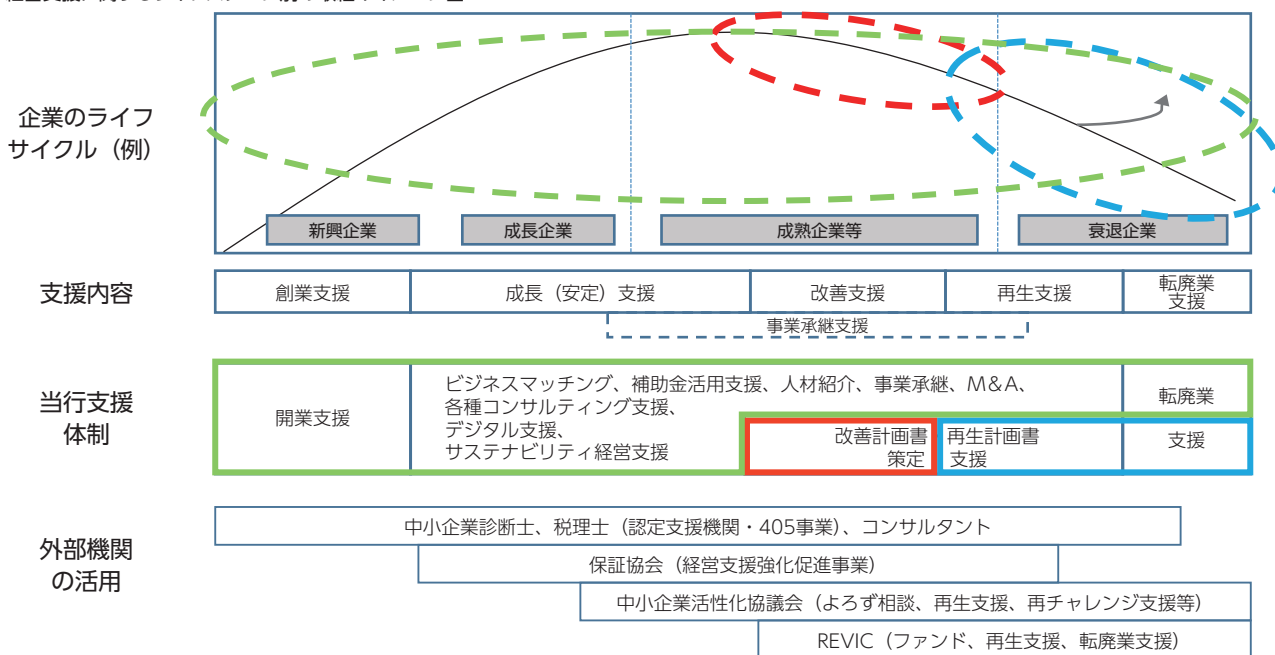 企業のライフ
サイクル（例）
新興企業
成長企業
成熟企業等
衰退企業
支援内容
創業支援
成長（安定）支援
改善支援
再生支援
転廃業
支援
事業承継支援
当行支援
体制
開業支援
ビジネスマッチング、補助金活用支援、人材紹介、事業承継、M&A、
各種コンサルティング支援、
デジタル支援、
サステナビリティ経営支援
改善計画書
策定
再生計画書
支援
転廃業
支援
外部機関
の活用
中小企業診断士、税理士（認定支援機関・405事業）、コンサルタント
保証協会（経営支援強化促進事業）
中小企業活性化協議会（よろず相談、再生支援、再チャレンジ支援等）
REVIC（ファンド、再生支援、転廃業支援）